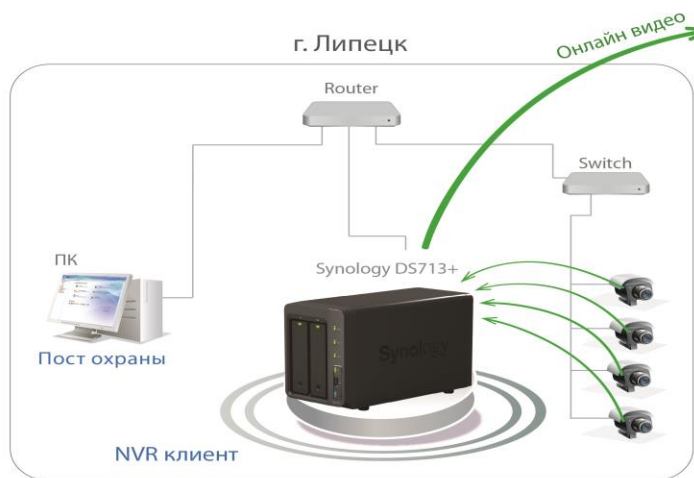 г. Липецк
Онлайн видео
Router
Switch
ПК
Synology DS713+
Synology
Пост охраны
NVR клиент